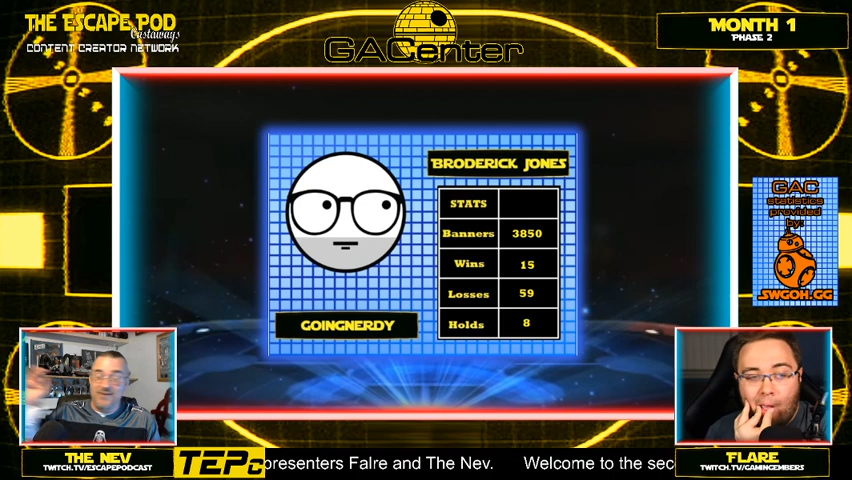 THE ESCAPE POD
Castaways
CONTENT CREATOR NETWORK
GACenter
MONTH 1
PHASE 2
BRODERICK JONES
STATS
Banners 3850
Wins 15
Losses 59
Holds 8
GOINGNERDY
GAC
statistics
provided
by:
SWGOH.GG
THE NEV
TWITCH.TV/ESCAPEPODCAST
FLARE
TWITCH.TV/GAMINGEMBERS
TEPc
presenters Falre and The Nev. Welcome to the sec